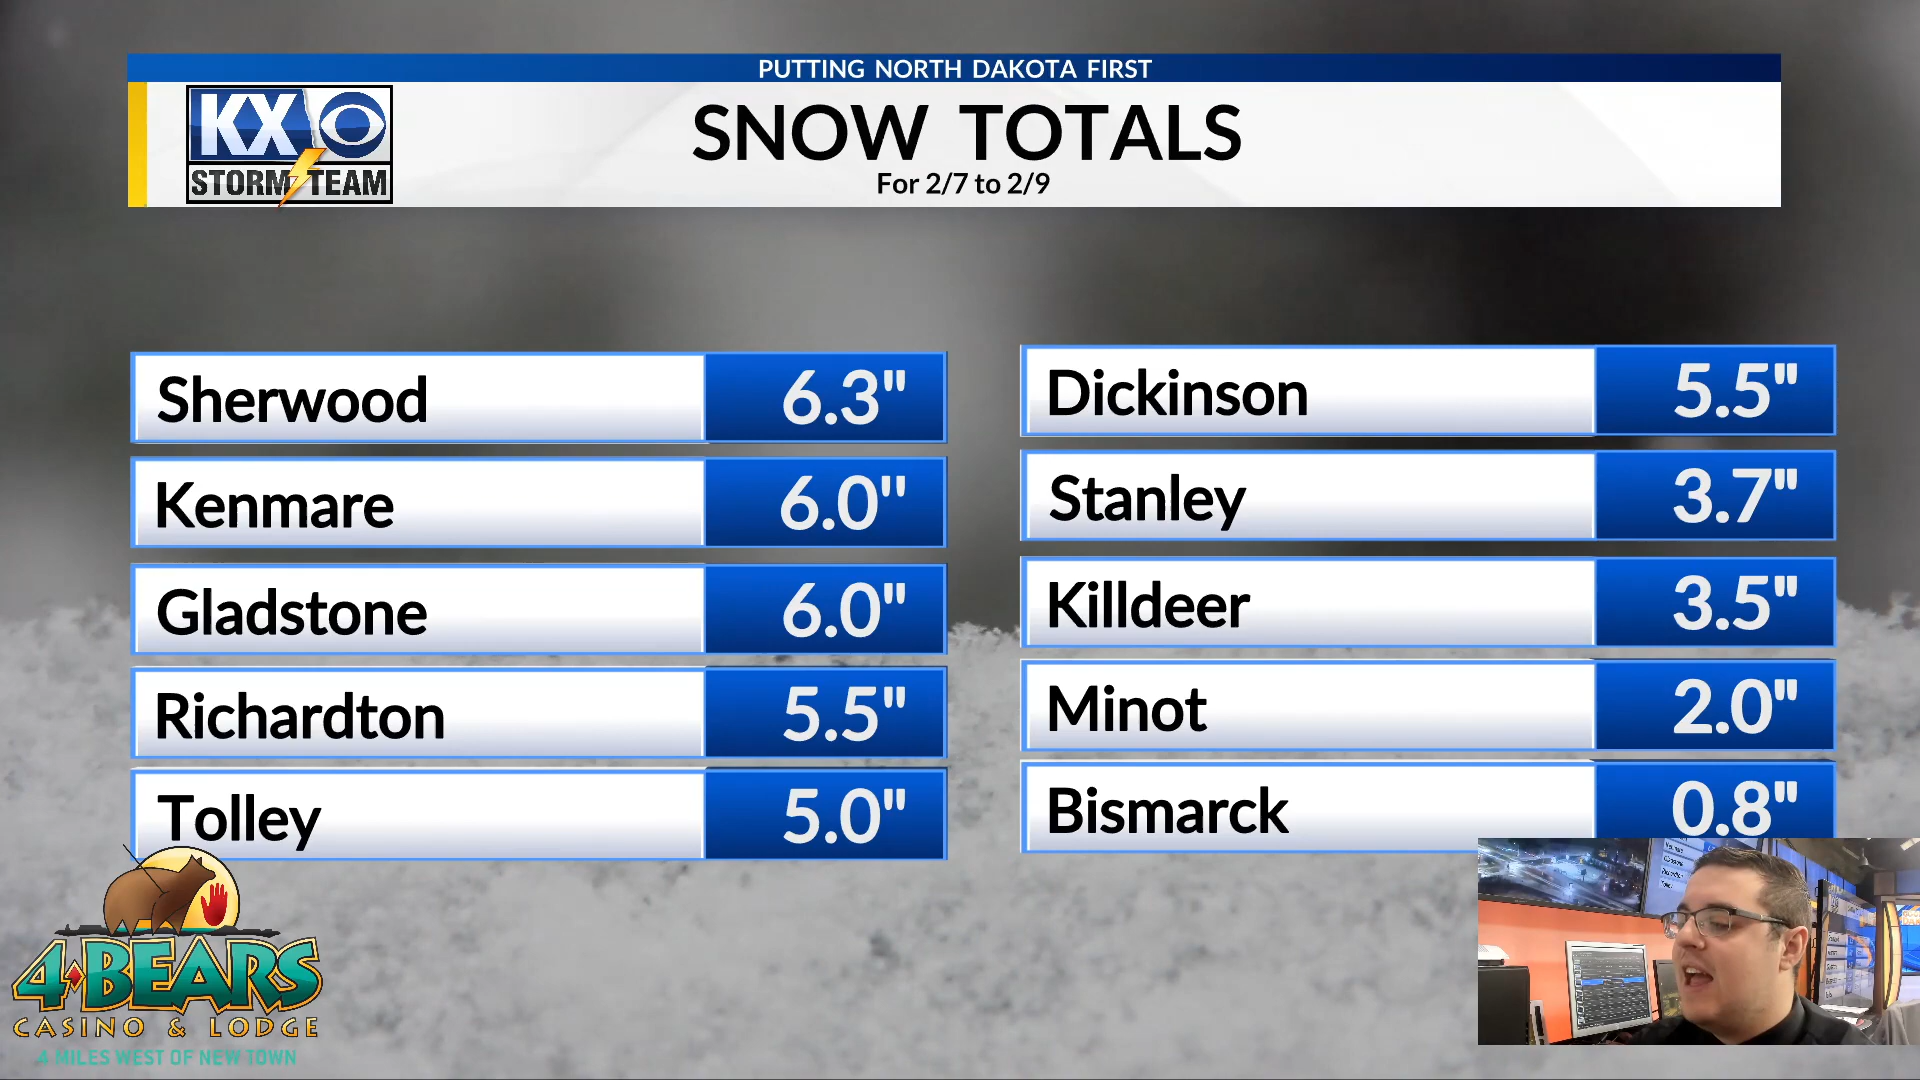 PUTTING NORTH DAKOTA FIRST
KX
STORM TEAM
SNOW TOTALS
For 2/7 to 2/9
Sherwood 6.3"
Kenmare 6.0"
Gladstone 6.0"
Richardton 5.5"
Tolley 5.0"
Dickinson 5.5"
Stanley 3.7"
Killdeer 3.5"
Minot 2.0"
Bismarck 0.8"
4 BEARS
CASINO & LODGE
4 MILES WEST OF NEW TOWN